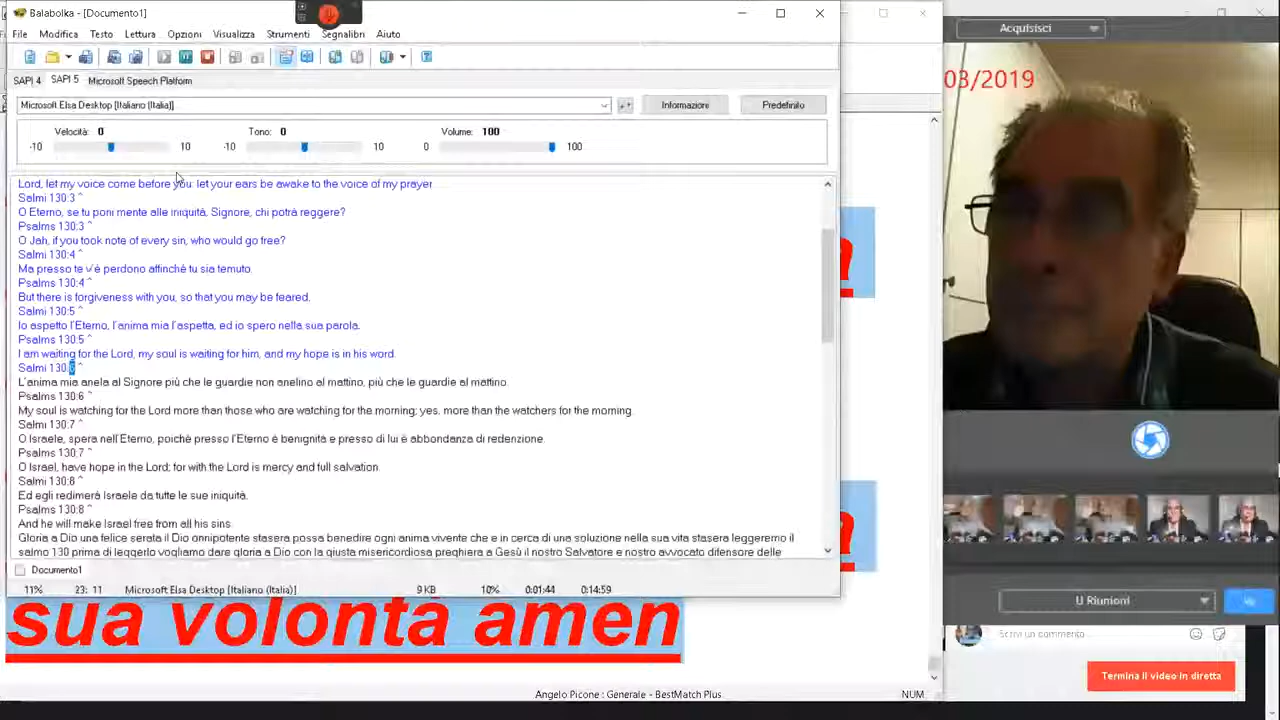 Balabolka - [Documento1]
File Modifica Testo Lettura Opzioni Visualizza Strumenti Segnalibri Aiuto
SAPI 4 SAPI 5 Microsoft Speech Platform
Microsoft Elsa Desktop [Italiano (Italia)] Informazioni Predefinito
Velocità: 0 Tono: 0 Volume: 100
-10 10 -10 10 0 100
Lord, let my voice come before you: let your ears be awake to the voice of my prayer
Salmi 130:3 ^
O Eterno, se tu poni mente alle iniquità, Signore, chi potrà reggere?
Psalms 130:3 ^
O Jah, if you took note of every sin, who would go free?
Salmi 130:4 ^
Ma presso te v'è perdono affinché tu sia temuto.
Psalms 130:4 ^
But there is forgiveness with you, so that you may be feared.
Salmi 130:5 ^
Io aspetto l'Eterno, l'anima mia l'aspetta, ed io spero nella sua parola.
Psalms 130:5 ^
I am waiting for the Lord, my soul is waiting for him, and my hope is in his word.
Salmi 130:6 ^
L'anima mia anela al Signore più che le guardie non anelino al mattino, più che le guardie al mattino.
Psalms 130:6 ^
My soul is watching for the Lord more than those who are watching for the morning; yes, more than the watchers for the morning.
Salmi 130:7 ^
O Israele, spera nell'Eterno, poiché presso l'Eterno è benignità e presso di lui è abbondanza di redenzione.
Psalms 130:7 ^
O Israel, have hope in the Lord; for with the Lord is mercy and full salvation.
Salmi 130:8 ^
Ed egli redimerà Israele da tutte le sue iniquità.
Psalms 130:8 ^
And he will make Israel free from all his sins.
Gloria a Dio una felice serata il Dio onnipotente stasera possa benedire ogni anima vivente che e in cerca di una soluzione nella sua vita stasera leggeremo il
salmo 130 prima di leggerlo vogliamo dare gloria a Dio con la giusta misericordiosa preghiera a Gesù il nostro Salvatore e nostro avvocato difensore delle
Documento1
11% 23: 11 Microsoft Elsa Desktop [Italiano (Italia)] 9 KB 10% 0:01:44 0:14:59
sua volontà amen
Angelo Picone : Generale - BestMatch Plus NUM
Acquisisci
03/2019
U Riunioni
Scrivi un commento...
Termina il video in diretta